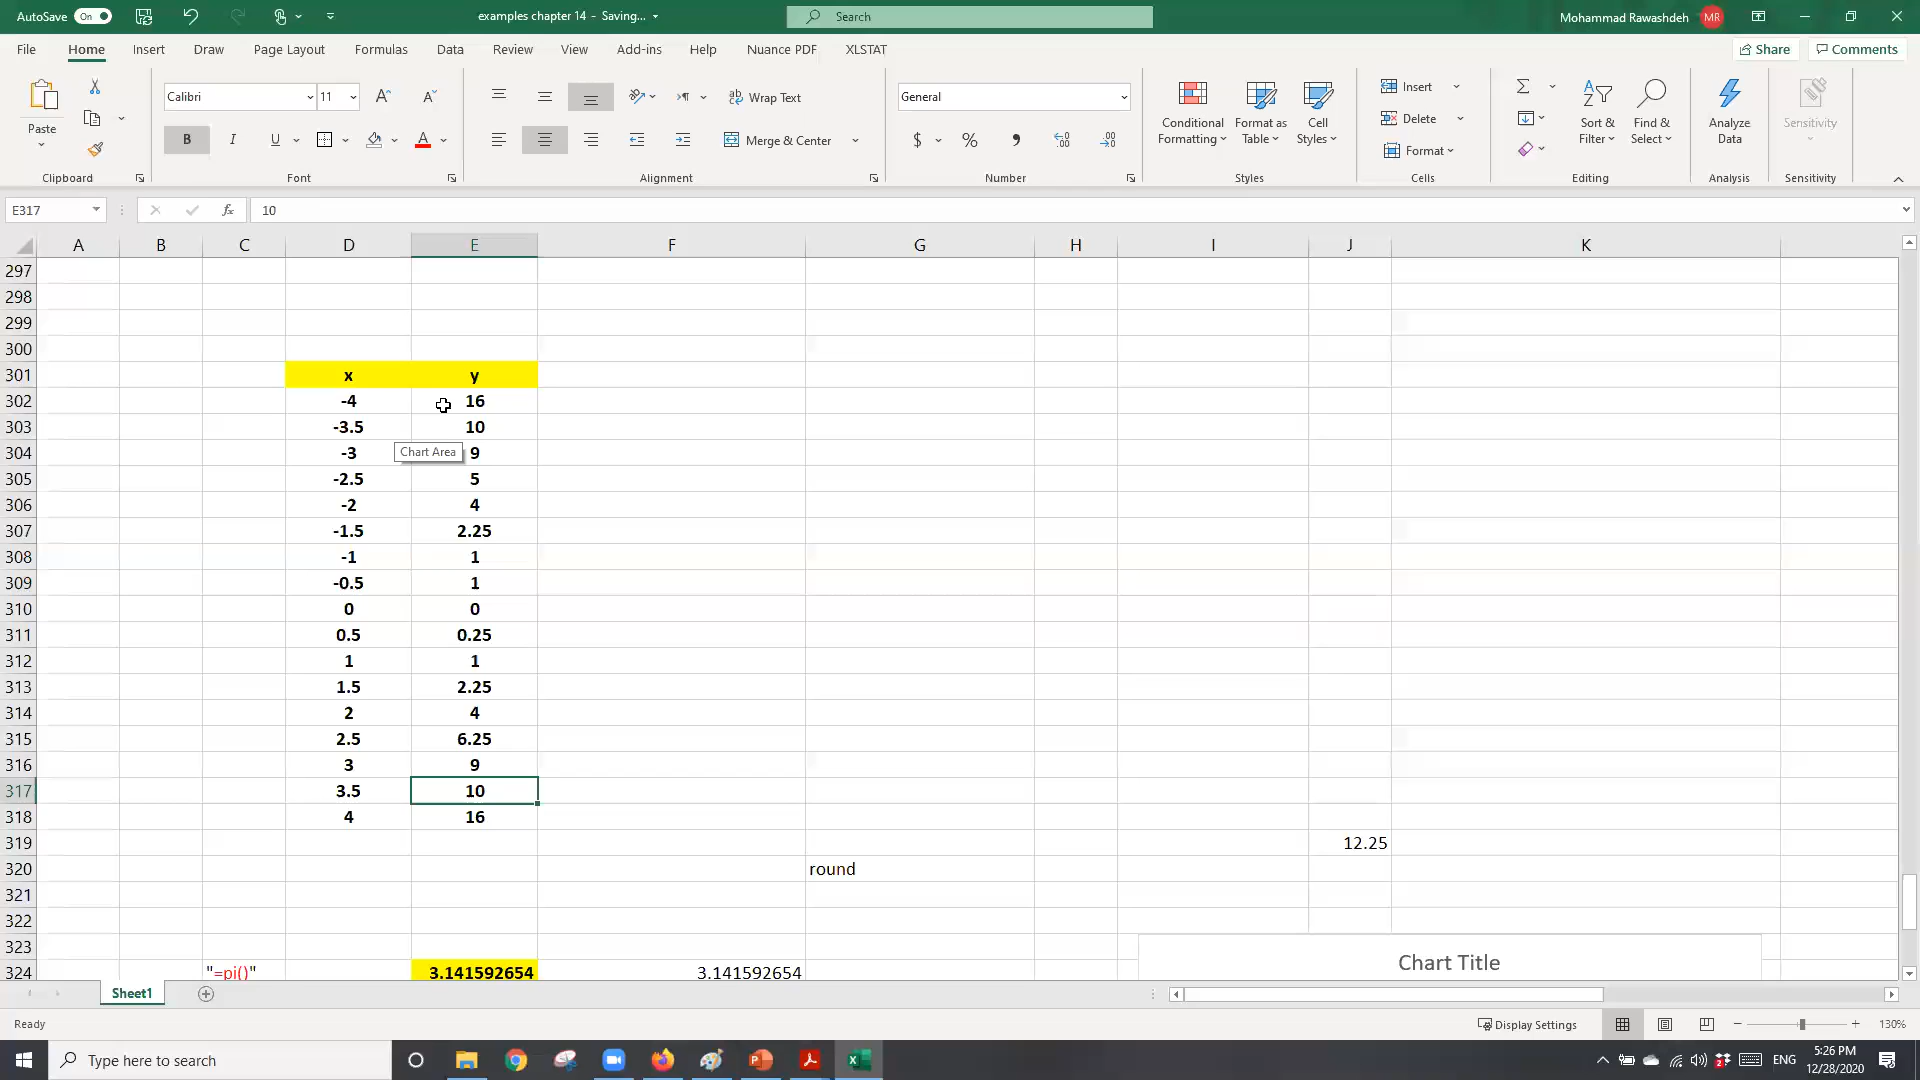 AutoSave On examples chapter 14 - Saving... Search Mohammad Rawashdeh MR
File Home Insert Draw Page Layout Formulas Data Review View Add-ins Help Nuance PDF XLSTAT Share Comments
Paste Calibri 11 A A Wrap Text General Conditional Formatting Format as Table Cell Styles Insert Sort & Filter Find & Select Analyze Data Sensitivity
B I U A Merge & Center $ % Delete
Format
Clipboard Font Alignment Number Styles Cells Editing Analysis Sensitivity
E317 fx 10
A B C D E F G H I J K
297
298
299
300
301 x y
302 -4 16
303 -3.5 10
304 -3 Chart Area 9
305 -2.5 5
306 -2 4
307 -1.5 2.25
308 -1 1
309 -0.5 1
310 0 0
311 0.5 0.25
312 1 1
313 1.5 2.25
314 2 4
315 2.5 6.25
316 3 9
317 3.5 10
318 4 16
319 12.25
320 round
321
322
323 Chart Title
324 "=pi()" 3.141592654 3.141592654
Sheet1
Ready Display Settings 130%
Type here to search ENG 5:26 PM
12/28/2020